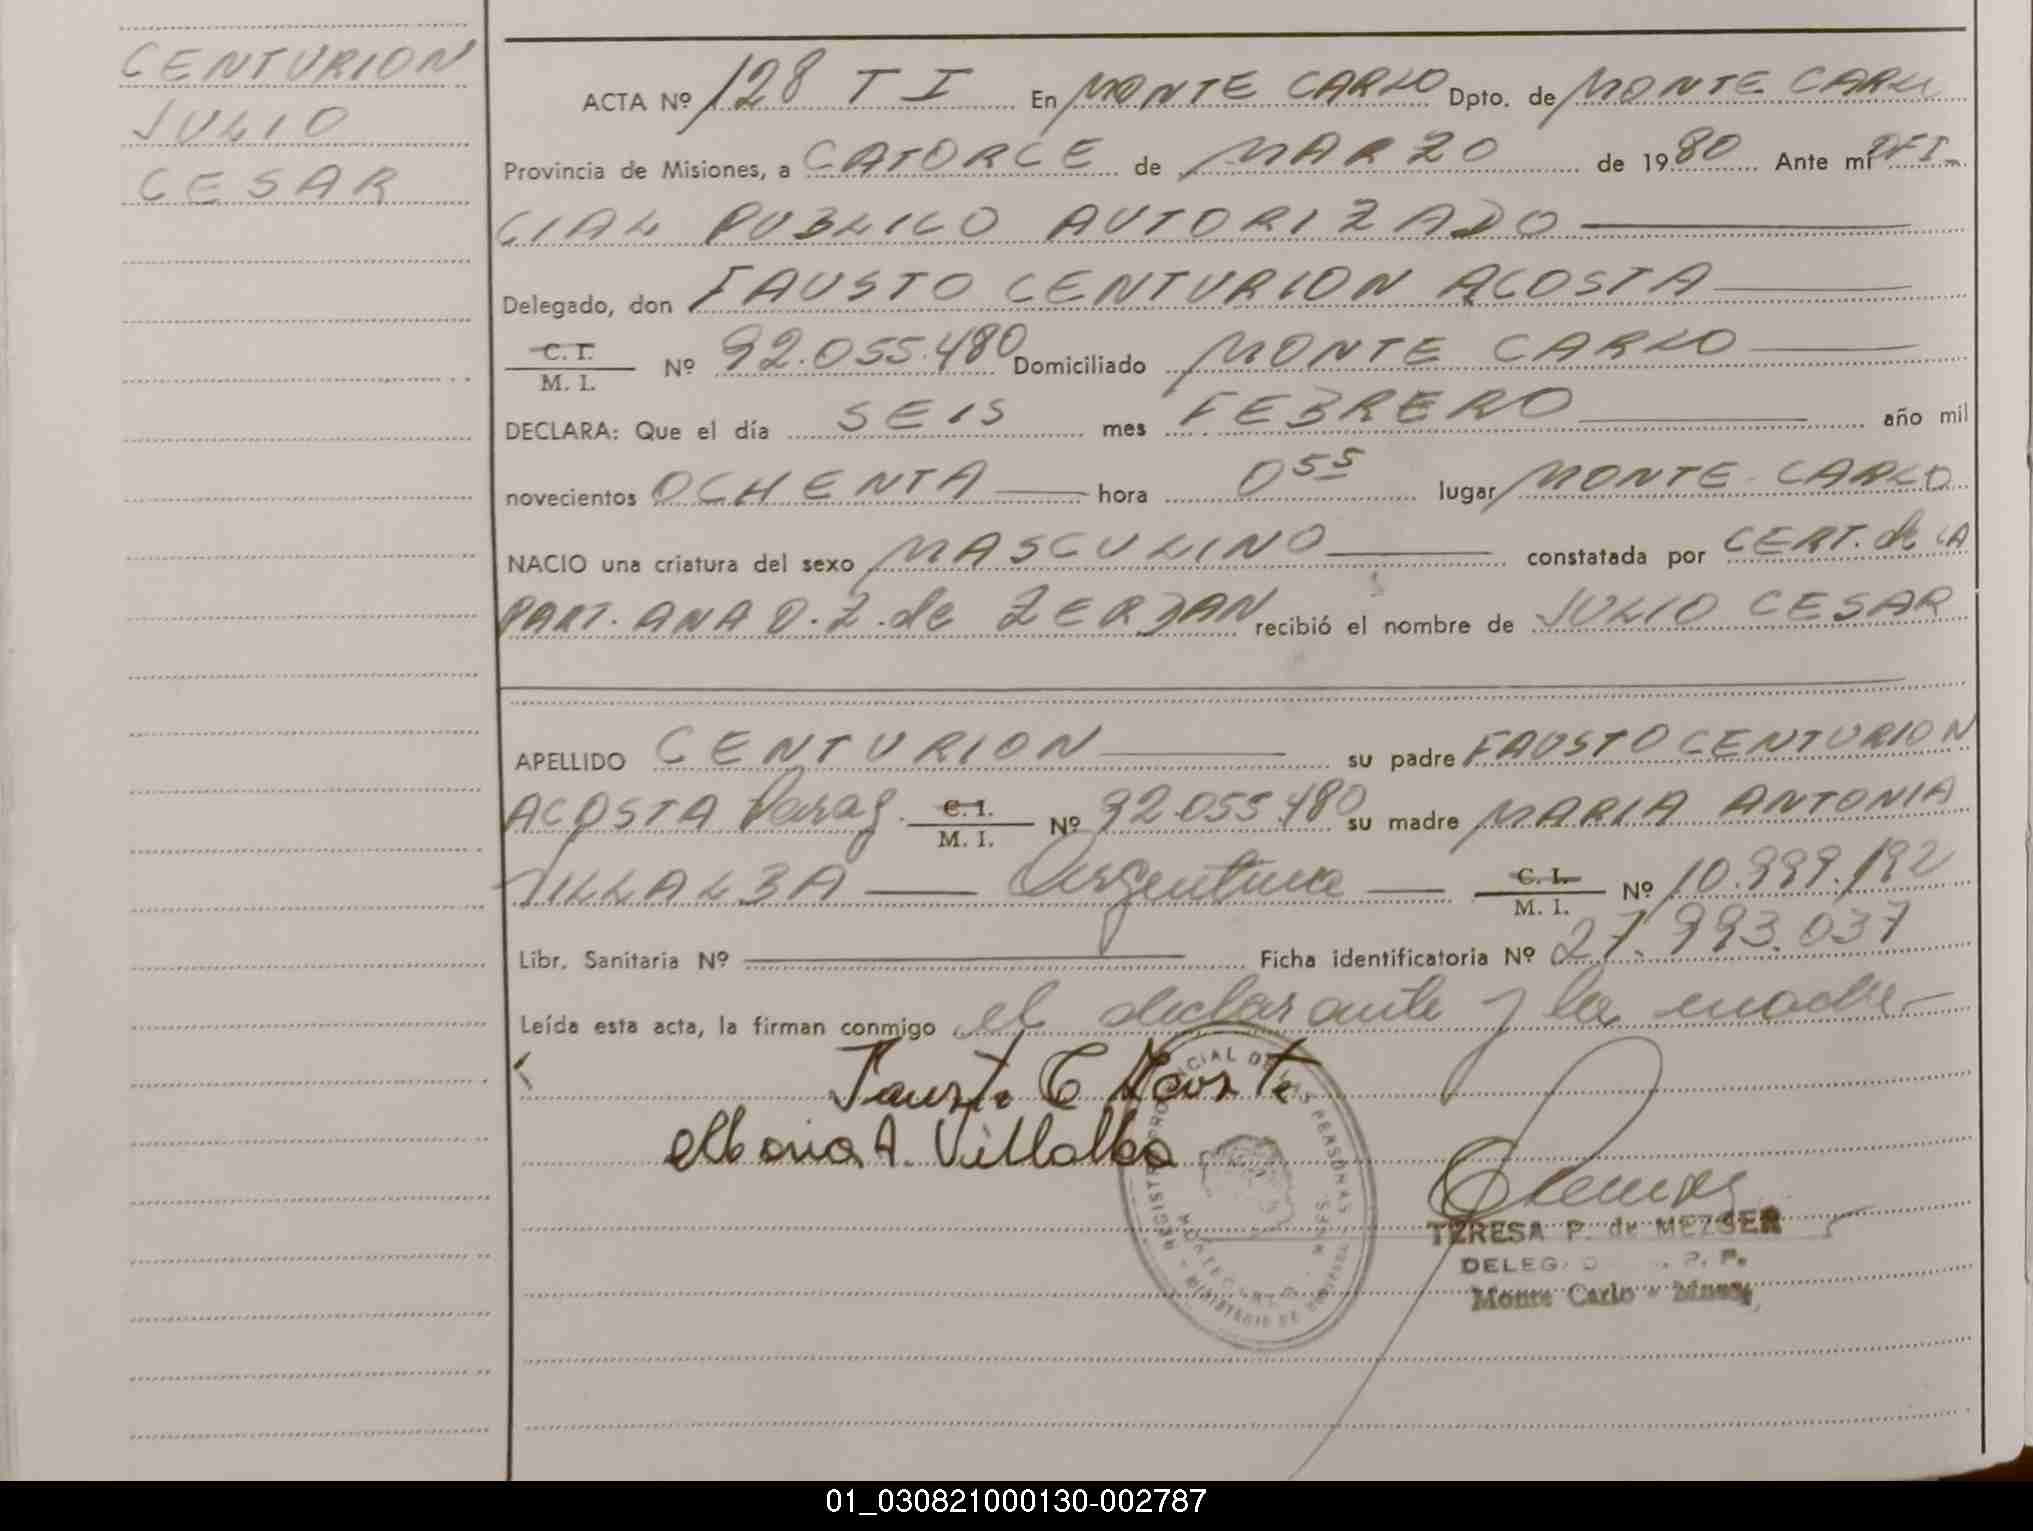 CENTURION
JULIO
CESAR
ACTA Nº 128 T I En MONTE CARLO Dpto. de MONTE CARLO
Provincia de Misiones, a CATORCE de MARZO de 1980 Ante mí OFI-
CIAL PUBLICO AUTORIZADO
Delegado, don FAUSTO CENTURION ACOSTA
C. I.
M. I. Nº 92.055.480 Domiciliado MONTE CARLO
DECLARA: Que el día SEIS mes FEBRERO año mil
novecientos OCHENTA hora 0 55 lugar MONTE CARLO
NACIO una criatura del sexo MASCULINO constatada por CERT. de LA
PART. ANA D. Z. de ZERJAN recibió el nombre de JULIO CESAR
APELLIDO CENTURION su padre FAUSTO CENTURION
ACOSTA Parag. C. I. M. I. Nº 92.055.480 su madre MARIA ANTONIA
VILLALBA Argentina C. I. M. I. Nº 10.999.192
Libr. Sanitaria Nº Ficha identificatoria Nº 27.993.037
Leída esta acta, la firman conmigo el declarante y la madre
Fausto C Acosta
Maria A. Villalba
TERESA P. de MEZGER
Monte Carlo - Mnes
01_030821000130-002787